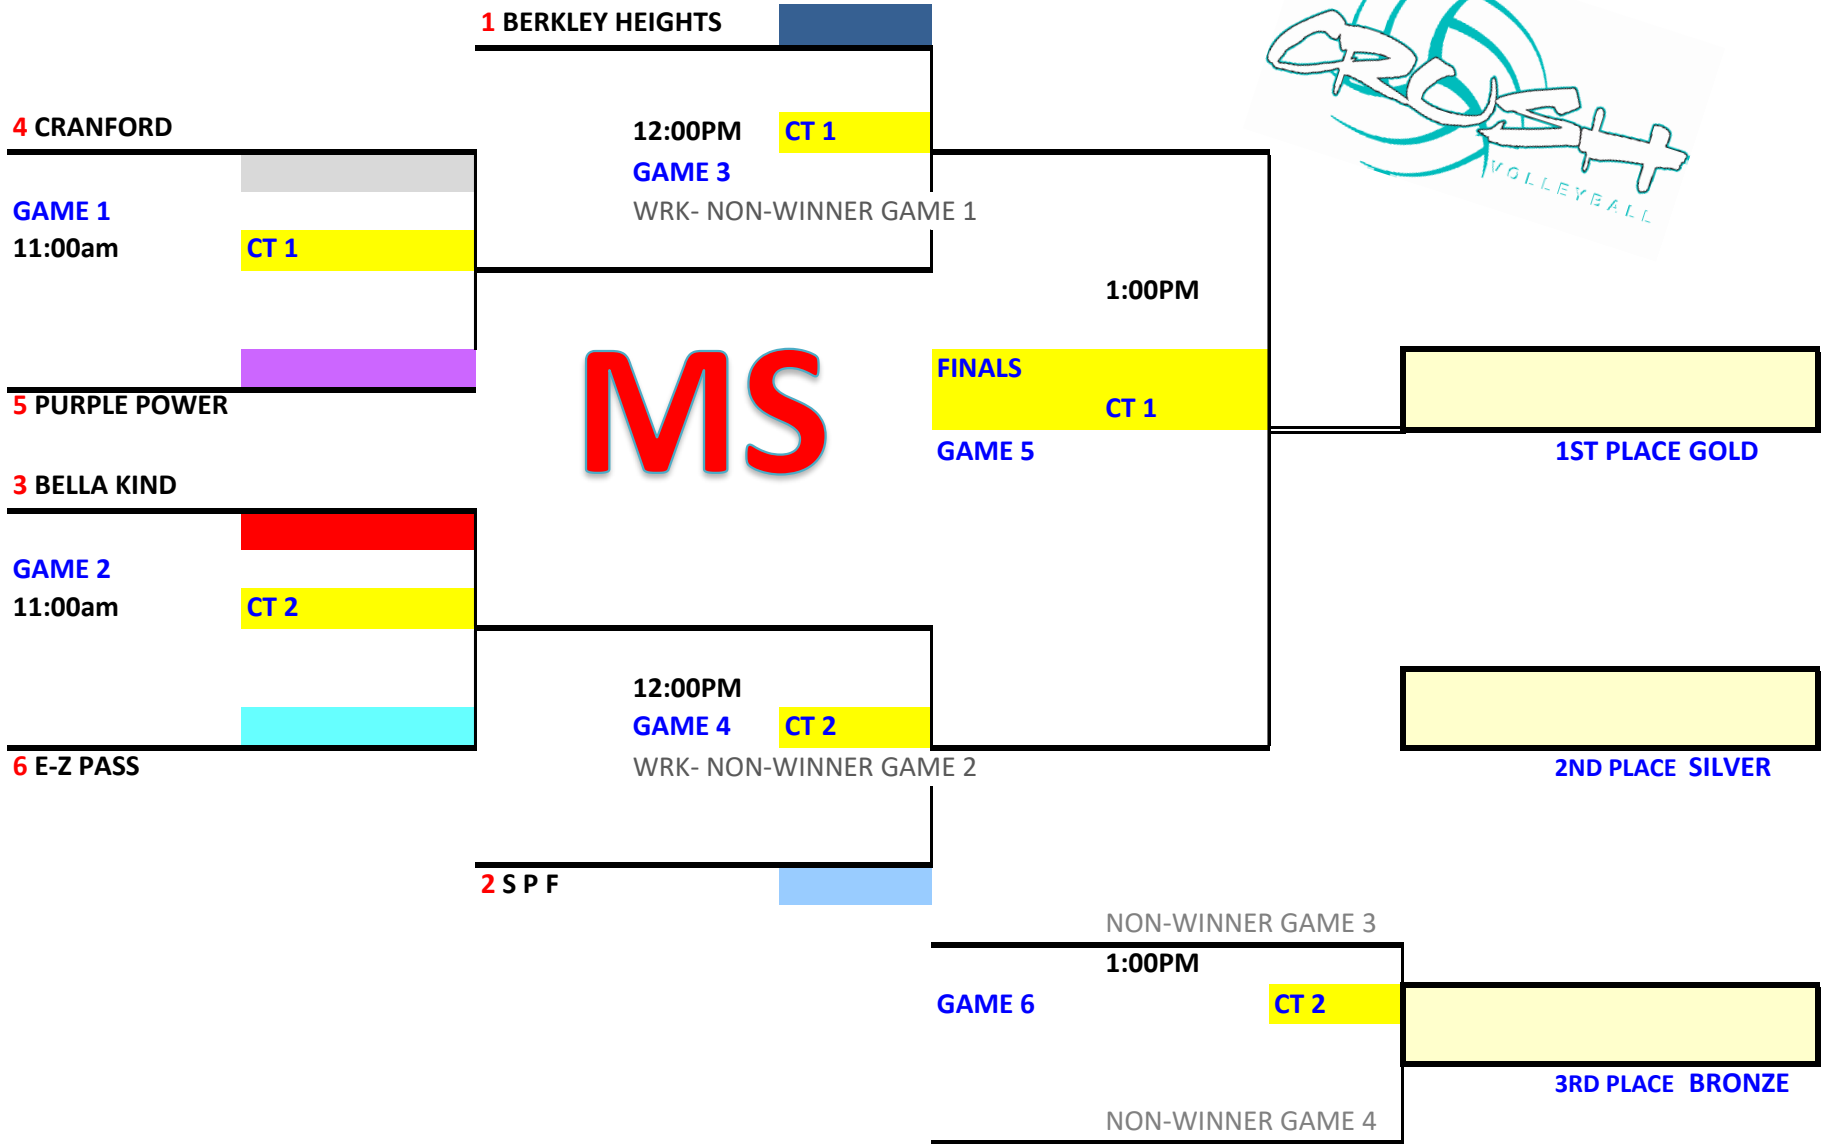 1 BERKLEY HEIGHTS
CRUSH
VOLLEYBALL
4 CRANFORD
12:00PM CT 1
GAME 3
GAME 1
WRK- NON-WINNER GAME 1
11:00am CT 1
1:00PM
MS
FINALS
CT 1
5 PURPLE POWER
GAME 5
1ST PLACE GOLD
3 BELLA KIND
GAME 2
11:00am CT 2
12:00PM
GAME 4 CT 2
6 E-Z PASS
WRK- NON-WINNER GAME 2
2ND PLACE SILVER
2 S P F
NON-WINNER GAME 3
1:00PM
GAME 6 CT 2
3RD PLACE BRONZE
NON-WINNER GAME 4